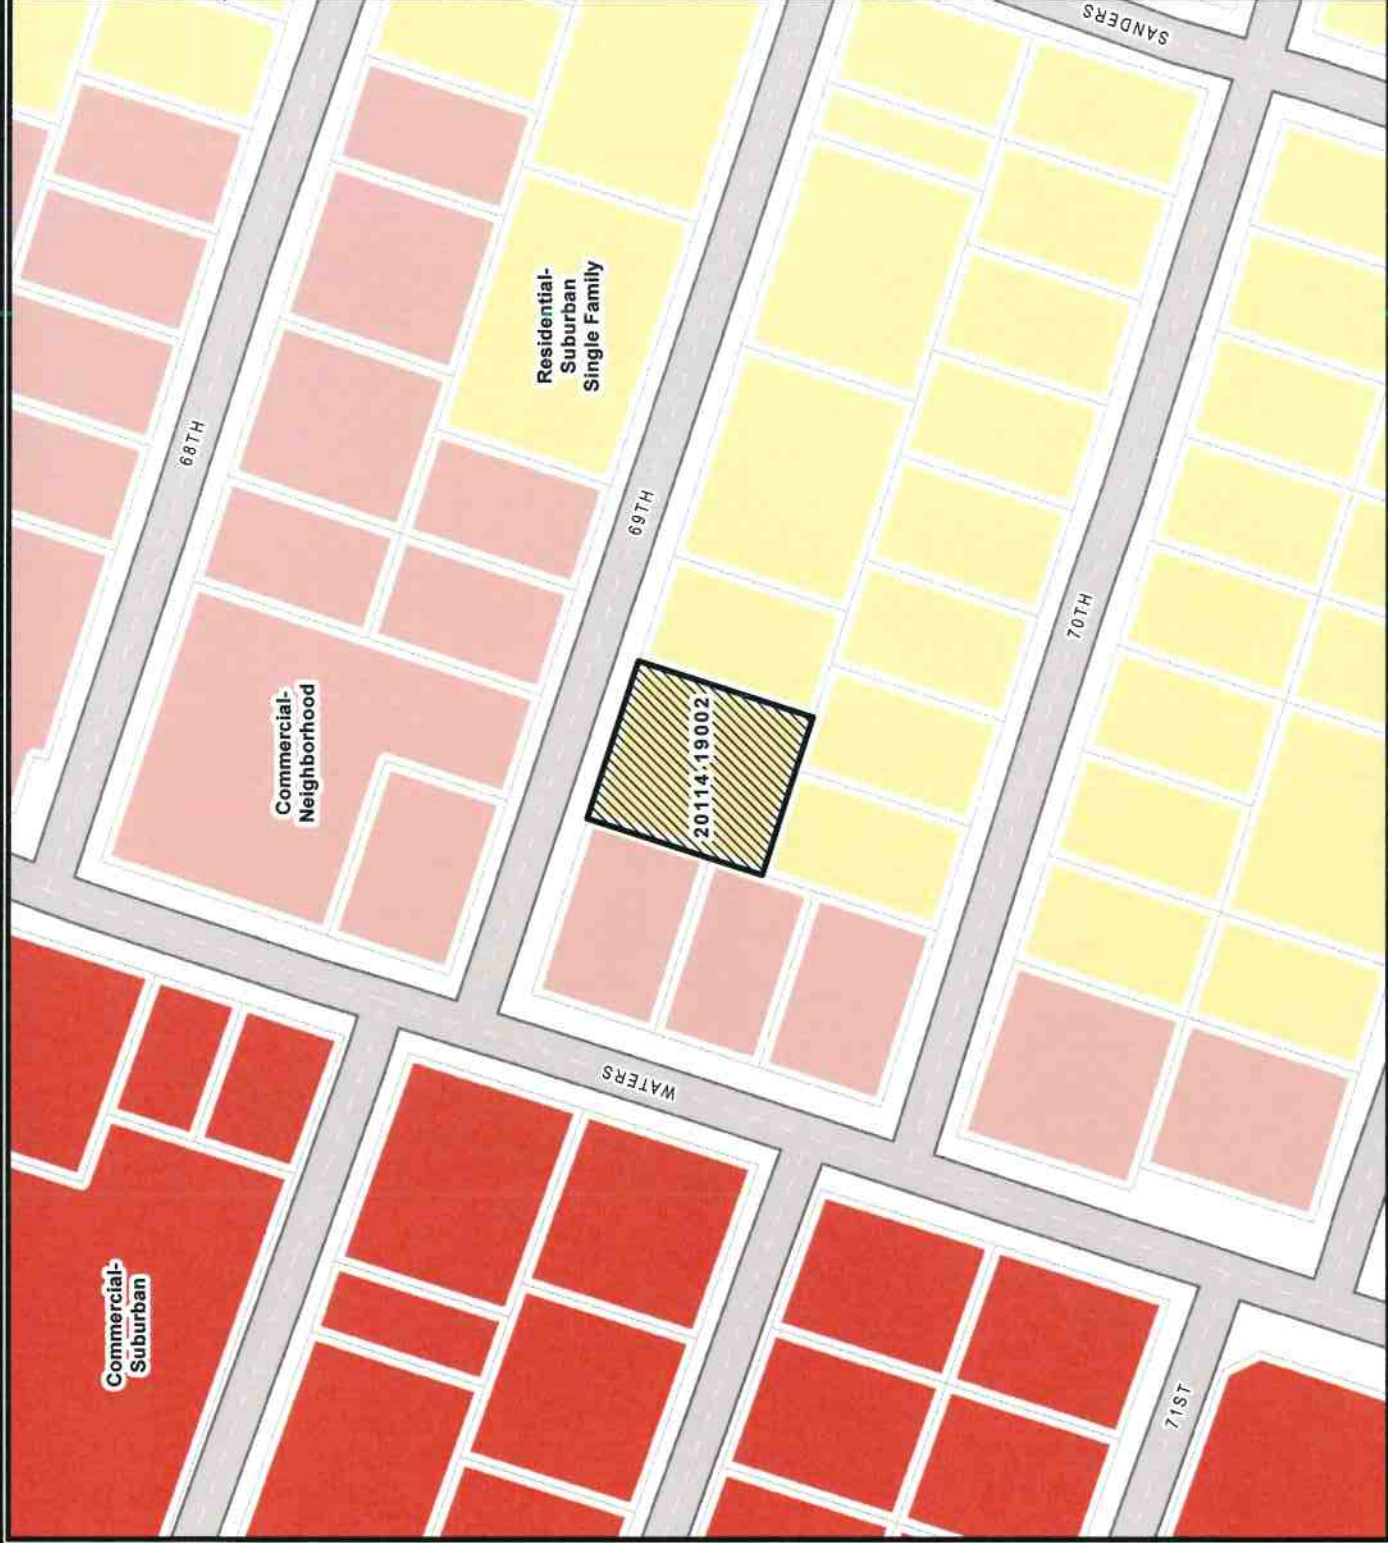 SANDERS
68TH
Residential-
Suburban
Single Family
69TH
70TH
Commercial-
Neighborhood
20114-19002
WATERS
Commercial-
Suburban
71ST